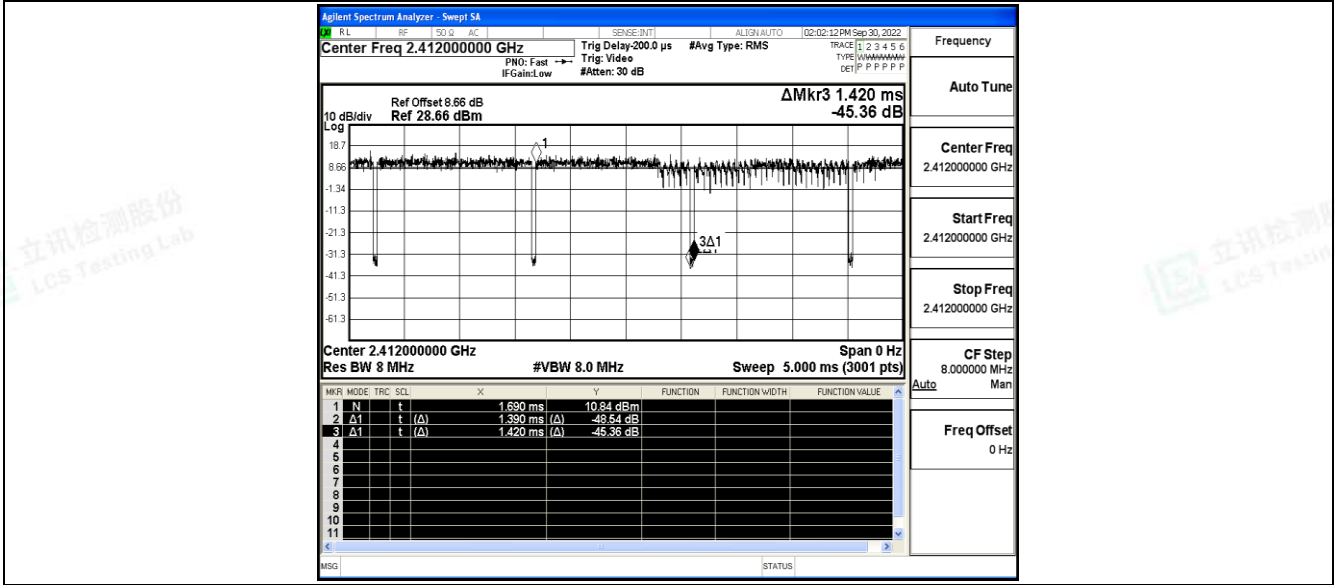 Agilent Spectrum Analyzer - Swept SA
RL RF 50 Ω AC SENSE:INT ALIGN AUTO 02:02:12 PM Sep 30, 2022
Center Freq 2.412000000 GHz
PNO: Fast
IFGain:Low
Trig Delay-200.0 µs
Trig: Video
#Atten: 30 dB
#Avg Type: RMS
TRACE 1 2 3 4 5 6
TYPE
DET P P P P P P
Frequency
Auto Tune
Center Freq
2.412000000 GHz
Start Freq
2.412000000 GHz
Stop Freq
2.412000000 GHz
CF Step
8.000000 MHz
Auto Man
Freq Offset
0 Hz
ΔMkr3 1.420 ms
-45.36 dB
Ref Offset 8.66 dB
10 dB/div Ref 28.66 dBm
Log
18.7
8.66
-1.34
-11.3
-21.3
-31.3
-41.3
-51.3
-61.3
1
3Δ1
Center 2.412000000 GHz Span 0 Hz
Res BW 8 MHz #VBW 8.0 MHz Sweep 5.000 ms (3001 pts)
MKR MODE TRC SCL X Y FUNCTION FUNCTION WIDTH FUNCTION VALUE
1 N t 1.690 ms 10.84 dBm
2 Δ1 t (Δ) 1.390 ms (Δ) -48.54 dB
3 Δ1 t (Δ) 1.420 ms (Δ) -45.36 dB
4
5
6
7
8
9
10
11
MSG STATUS
立讯检测股份
LCS Testing Lab